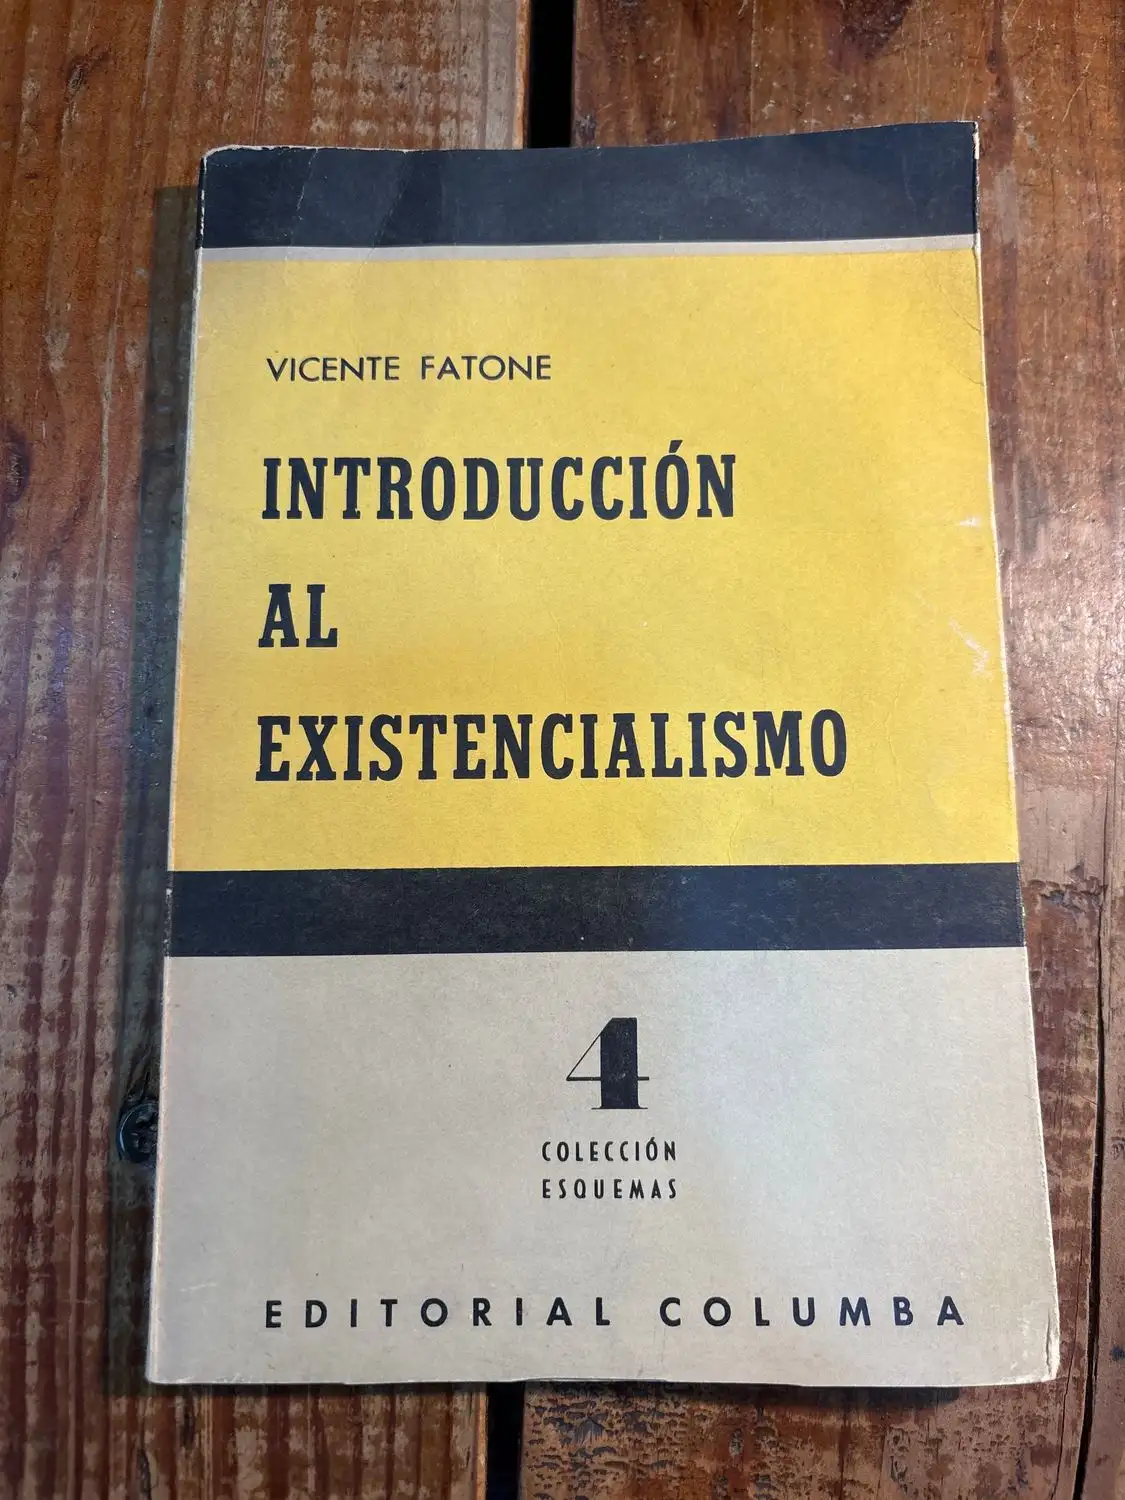 VICENTE FATONE
INTRODUCCIÓN
AL
EXISTENCIALISMO
4
COLECCIÓN
ESQUEMAS
EDITORIAL COLUMBA